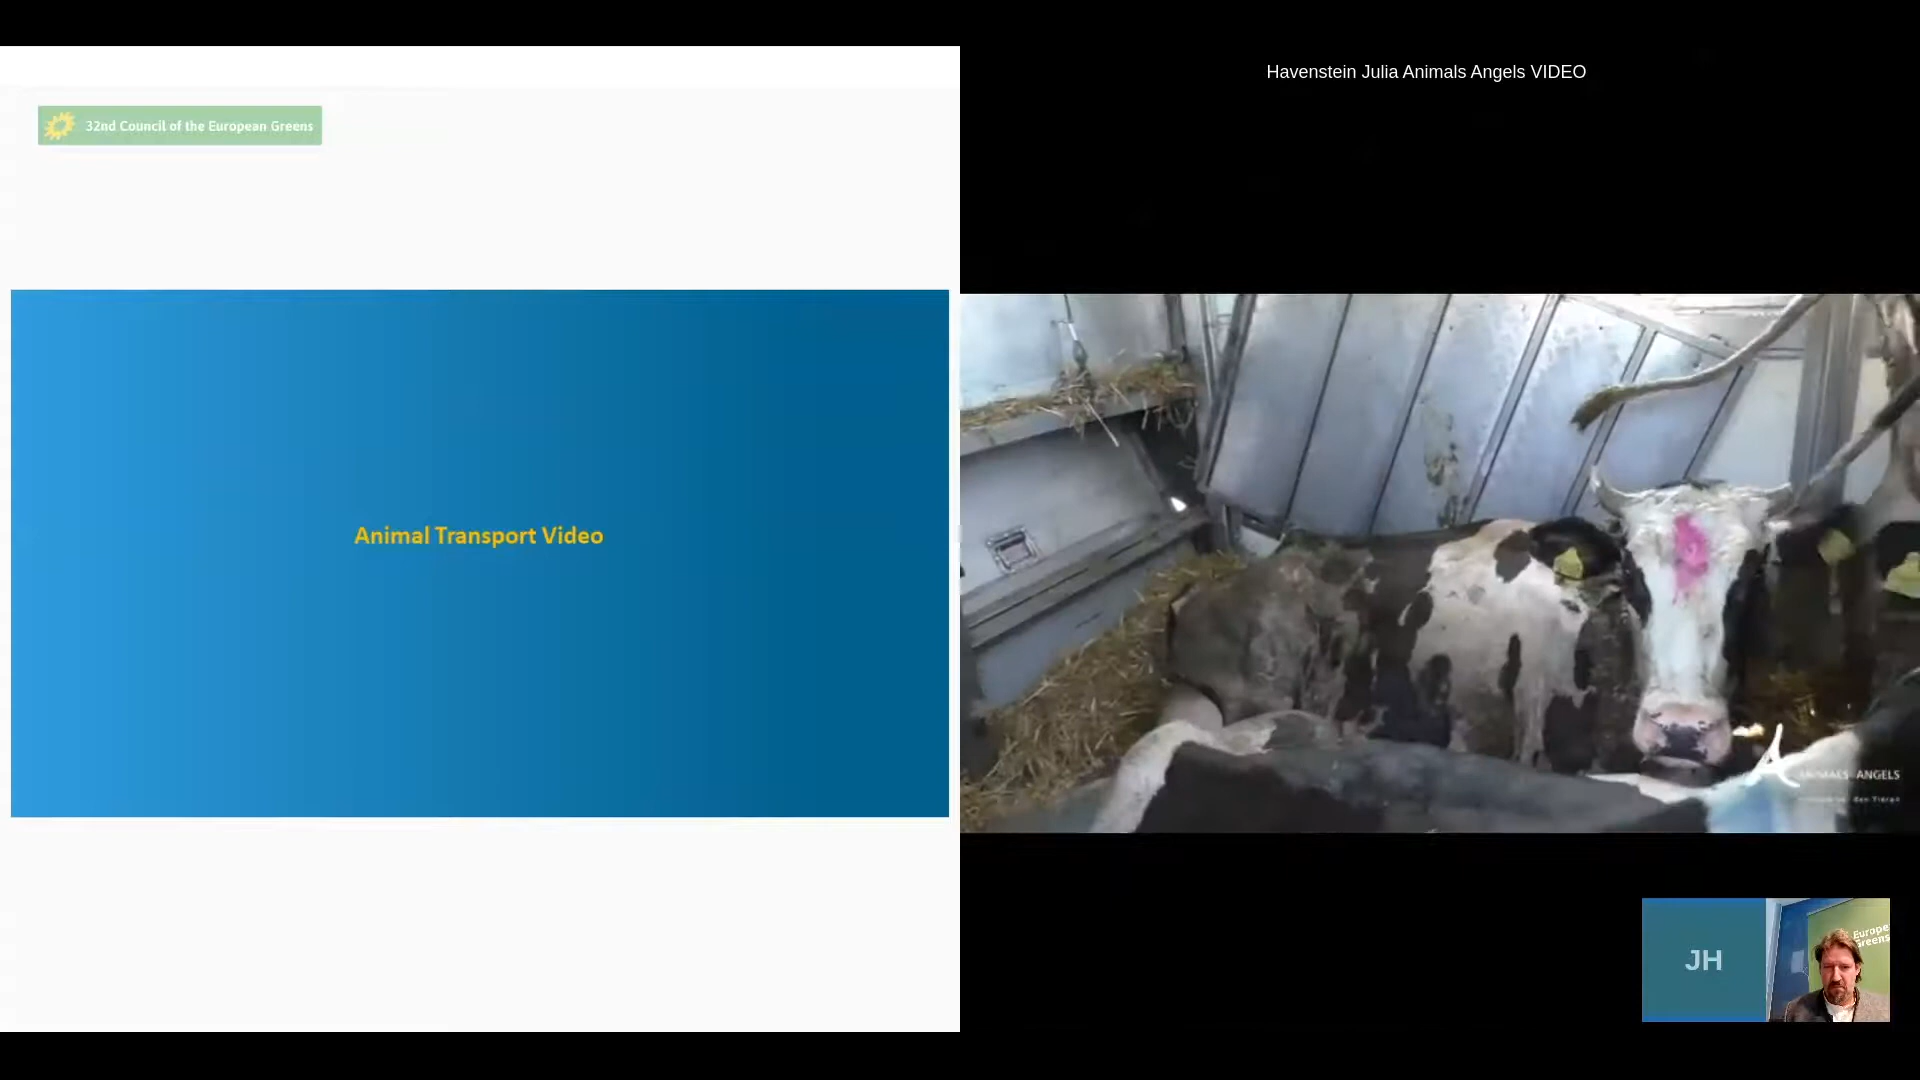 Havenstein Julia Animals Angels VIDEO
32nd Council of the European Greens
Animal Transport Video
ANIMALS' ANGELS
JH
Europe
Greens